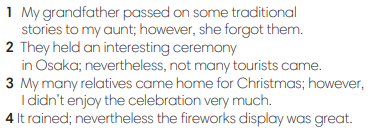 1 My grandfather passed on some traditional
stories to my aunt; however, she forgot them.
2 They held an interesting ceremony
in Osaka; nevertheless, not many tourists came.
3 My many relatives came home for Christmas; however,
I didn't enjoy the celebration very much.
4 It rained; nevertheless the fireworks display was great.